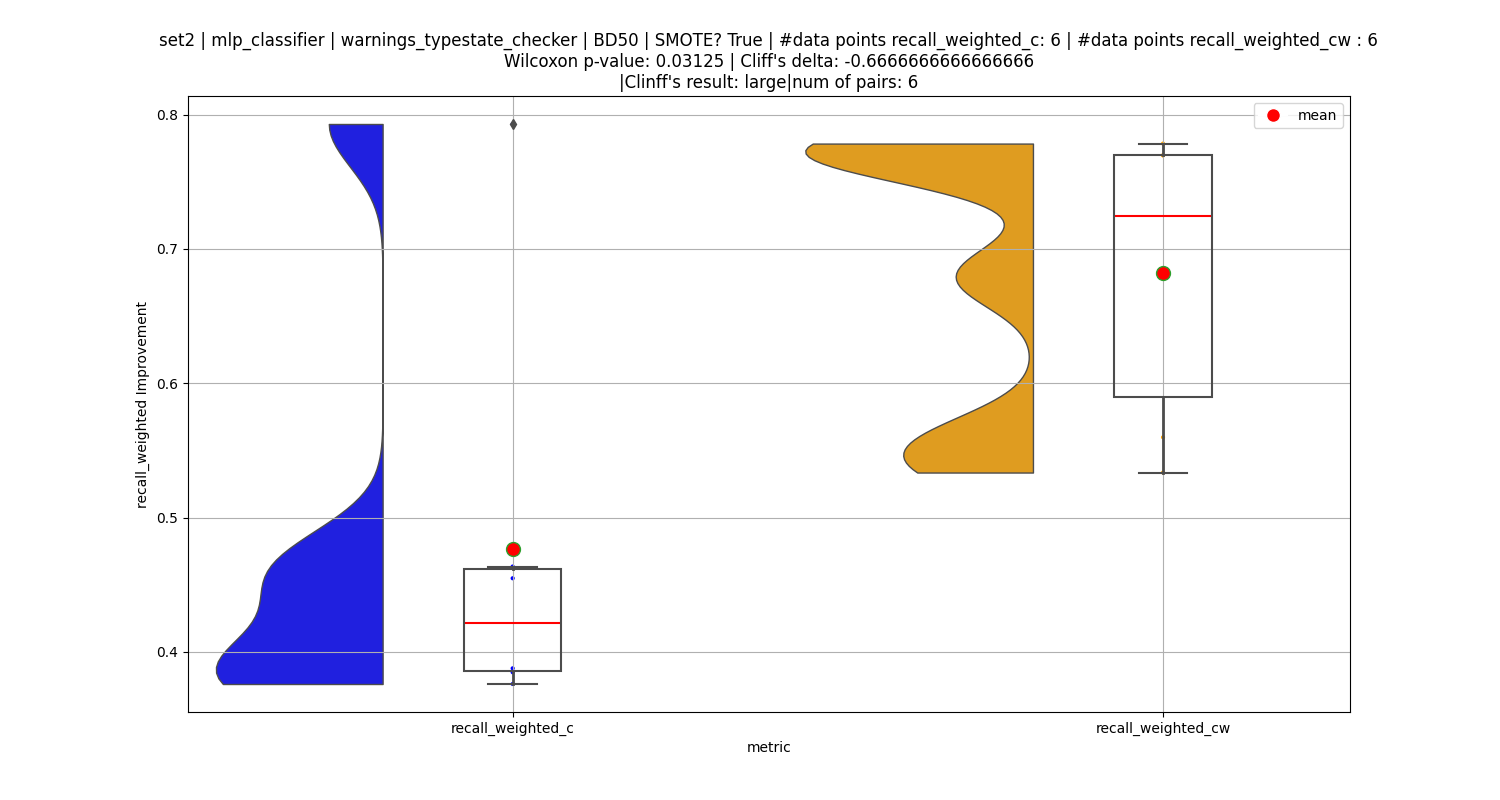 set2 | mlp_classifier | warnings_typestate_checker | BD50 | SMOTE? True | #data points recall_weighted_c: 6 | #data points recall_weighted_cw : 6
Wilcoxon p-value: 0.03125 | Cliff's delta: -0.6666666666666666
|Clinff's result: large|num of pairs: 6
mean
0.8
0.7
0.6
0.5
0.4
recall_weighted Improvement
recall_weighted_c
recall_weighted_cw
metric